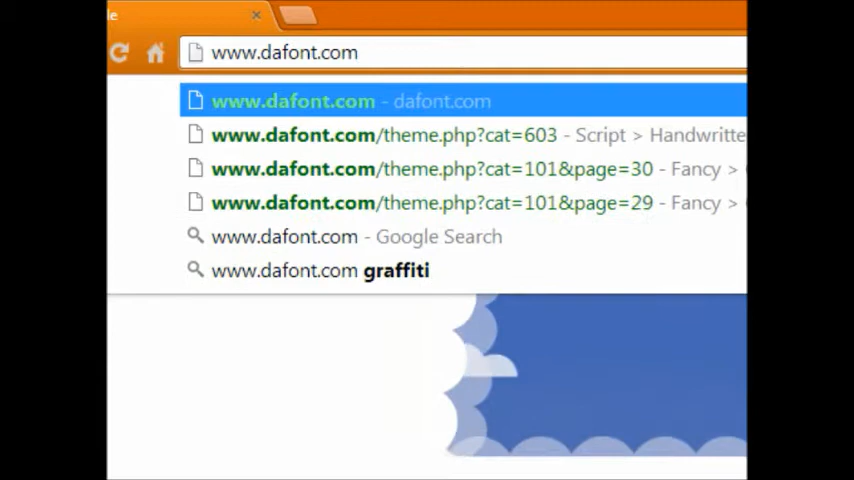 le
www.dafont.com
www.dafont.com - dafont.com
www.dafont.com/theme.php?cat=603 - Script > Handwritte
www.dafont.com/theme.php?cat=101&page=30 - Fancy >
www.dafont.com/theme.php?cat=101&page=29 - Fancy >
www.dafont.com - Google Search
www.dafont.com graffiti